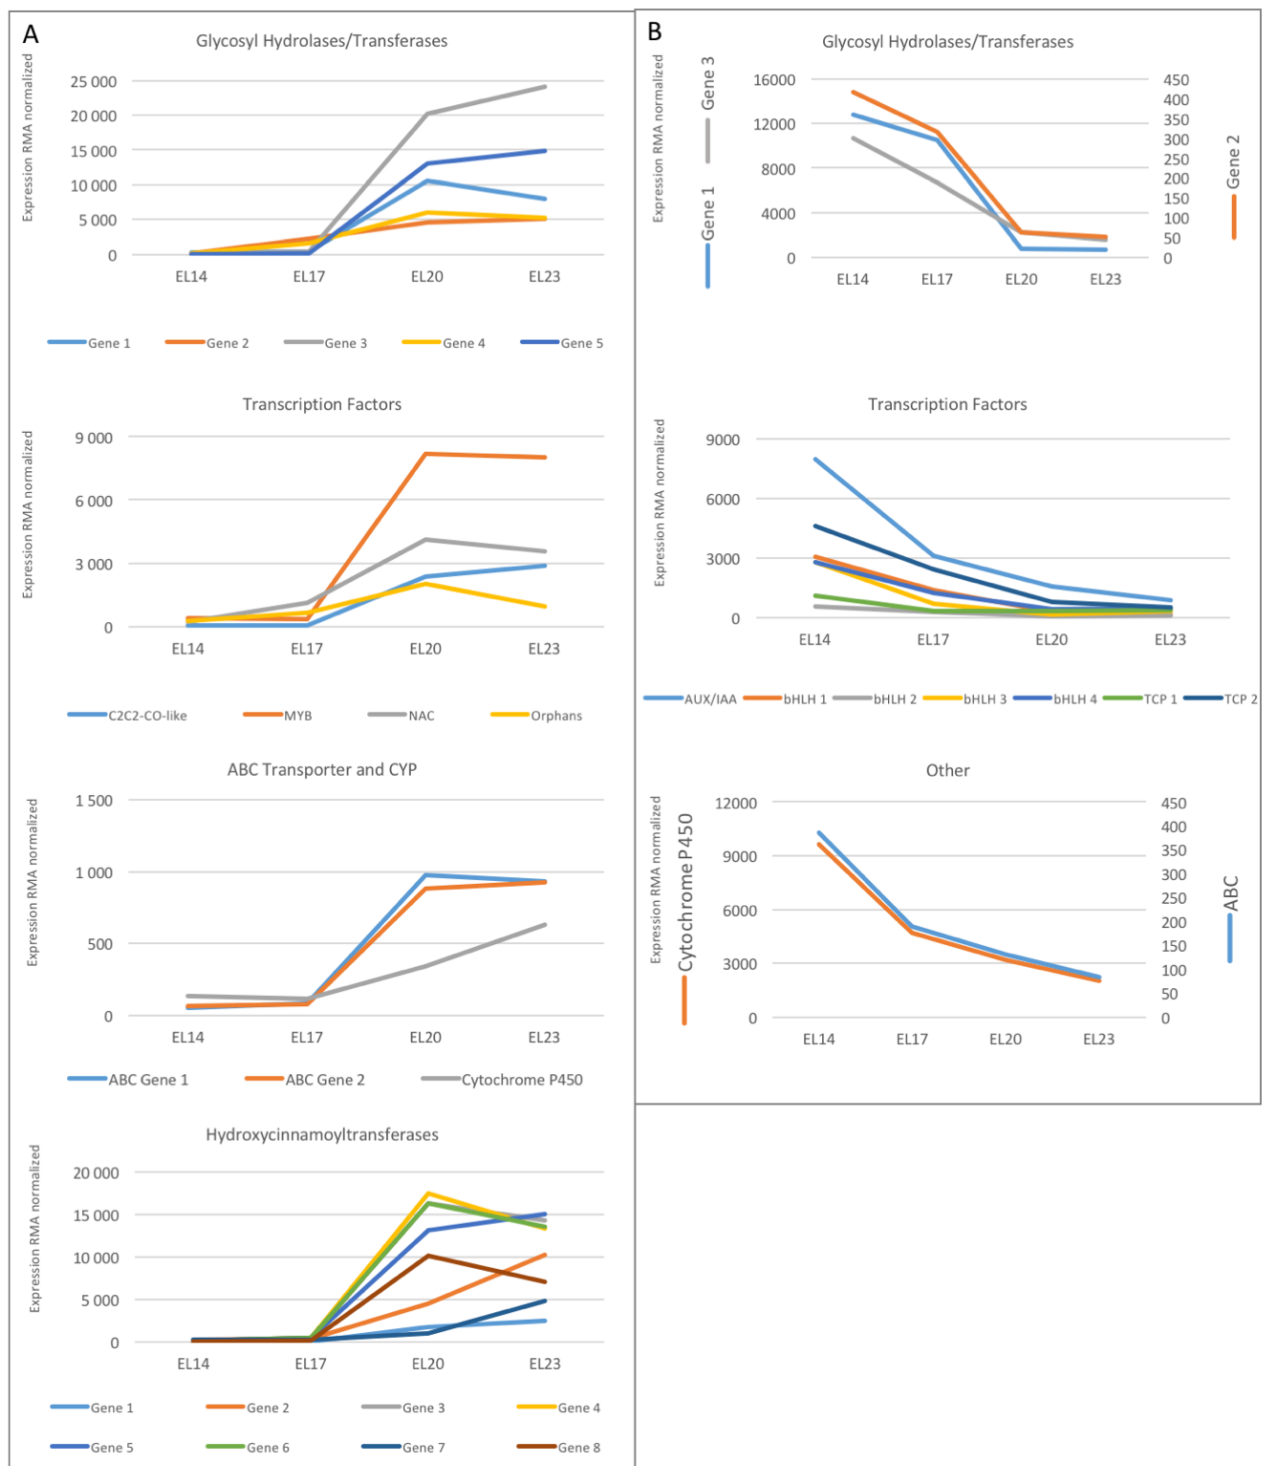 A
Glycosyl Hydrolases/Transferases
Expression RMA normalized
25 000
20 000
15 000
10 000
5 000
0
EL14 EL17 EL20 EL23
Gene 1 Gene 2 Gene 3 Gene 4 Gene 5
Transcription Factors
Expression RMA normalized
9 000
6 000
3 000
0
EL14 EL17 EL20 EL23
C2C2-CO-like MYB NAC Orphans
ABC Transporter and CYP
Expression RMA normalized
1 500
1 000
500
0
EL14 EL17 EL20 EL23
ABC Gene 1 ABC Gene 2 Cytochrome P450
Hydroxycinnamoyltransferases
Expression RMA normalized
20 000
15 000
10 000
5 000
0
EL14 EL17 EL20 EL23
Gene 1 Gene 2 Gene 3 Gene 4
Gene 5 Gene 6 Gene 7 Gene 8
B
Glycosyl Hydrolases/Transferases
Expression RMA normalized
Gene 1
Gene 3
16000
12000
8000
4000
0
450
400
350
300
250
200
150
100
50
0
Gene 2
EL14 EL17 EL20 EL23
Transcription Factors
Expression RMA normalized
9000
6000
3000
0
EL14 EL17 EL20 EL23
AUX/IAA bHLH 1 bHLH 2 bHLH 3 bHLH 4 TCP 1 TCP 2
Other
Expression RMA normalized
Cytochrome P450
12000
9000
6000
3000
0
450
400
350
300
250
200
150
100
50
0
ABC
EL14 EL17 EL20 EL23